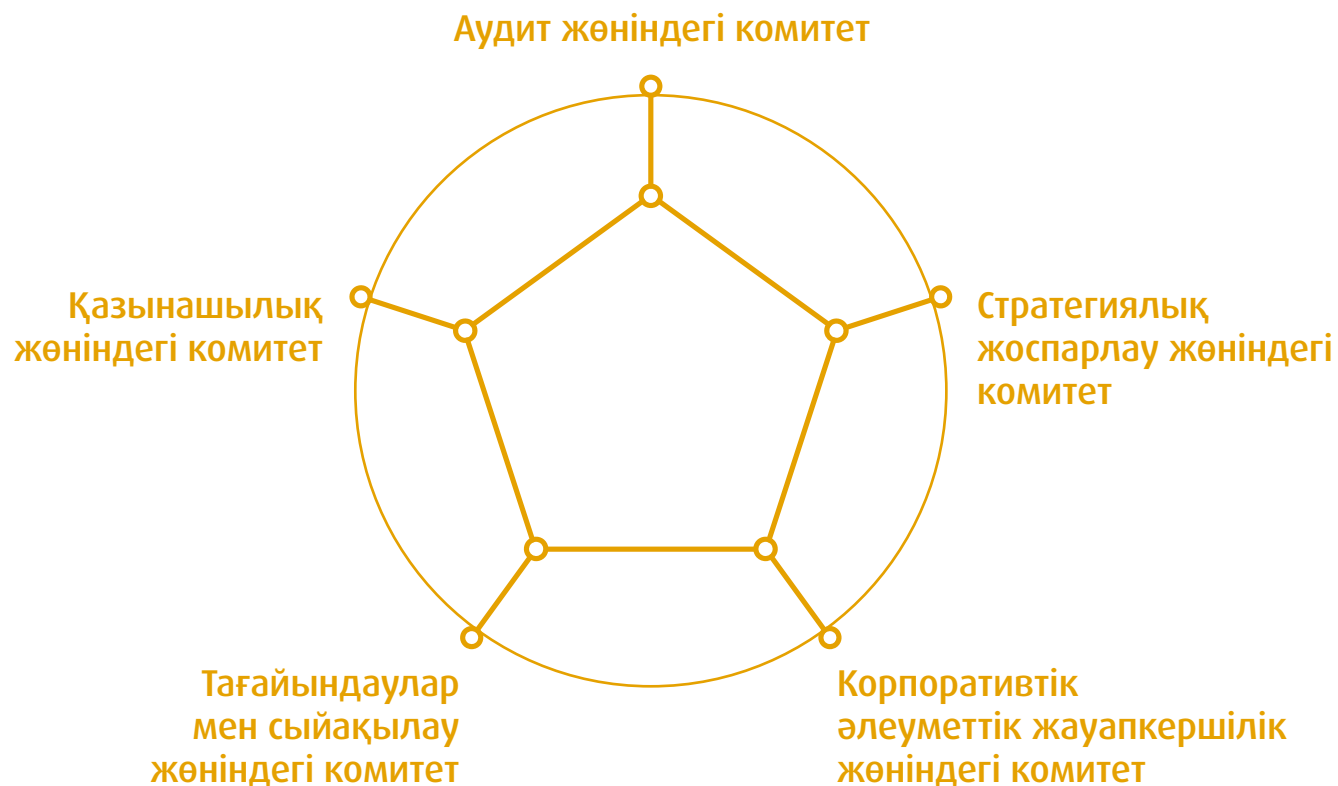 Аудит жөніндегі комитет
Қазынашылық
жөніндегі комитет
Стратегиялық
жоспарлау жөніндегі
комитет
Тағайындаулар
мен сыйақылау
жөніндегі комитет
Корпоративтік
әлеуметтік жауапкершілік
жөніндегі комитет